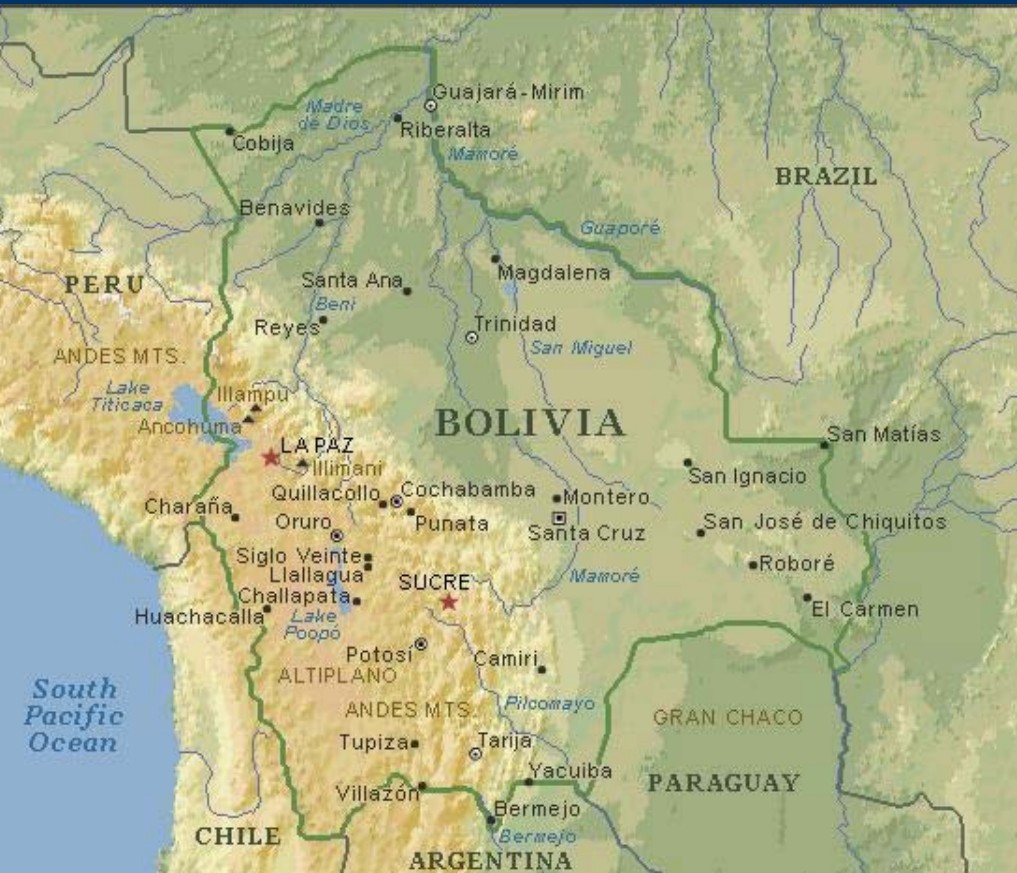 Guajará-Mirim
Madre
de Dios
Riberalta
Cobija
Mamoré
BRAZIL
Benavides
Guaporé
Magdalena
PERU
Santa Ana
Beni
Reyes
Trinidad
San Miguel
ANDES MTS.
Lake
Titicaca
Illampu
Ancohuma
BOLIVIA
San Matías
LA PAZ
Illimani
San Ignacio
Quillacollo
Cochabamba
Montero
Charaña
Oruro
Punata
Santa Cruz
San José de Chiquitos
Siglo Veinte
Llallagua
Roboré
SUCRE
Mamoré
Challapata
Huachacalla
Lake
Poopó
El Carmen
Potosí
Camiri
ALTIPLANO
South
Pacific
Ocean
ANDES MTS.
Pilcomayo
GRAN CHACO
Tupiza
Tarija
Yacuiba
PARAGUAY
Villazón
Bermejo
CHILE
Bermejo
ARGENTINA